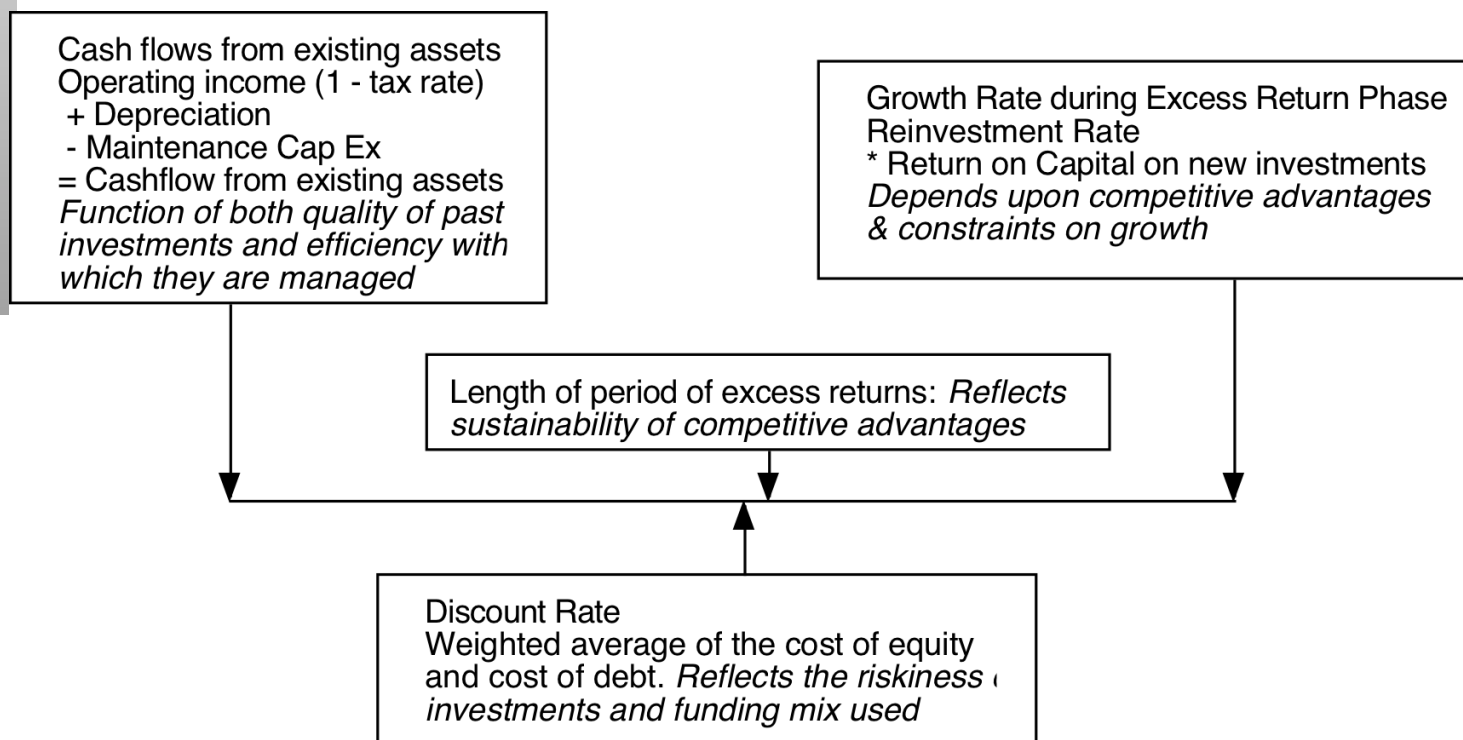 Cash flows from existing assets
Operating income (1 - tax rate)
+ Depreciation
- Maintenance Cap Ex
= Cashflow from existing assets
Function of both quality of past
investments and efficiency with
which they are managed
Growth Rate during Excess Return Phase
Reinvestment Rate
* Return on Capital on new investments
Depends upon competitive advantages
& constraints on growth
Length of period of excess returns: Reflects
sustainability of competitive advantages
Discount Rate
Weighted average of the cost of equity
and cost of debt. Reflects the riskiness
investments and funding mix used